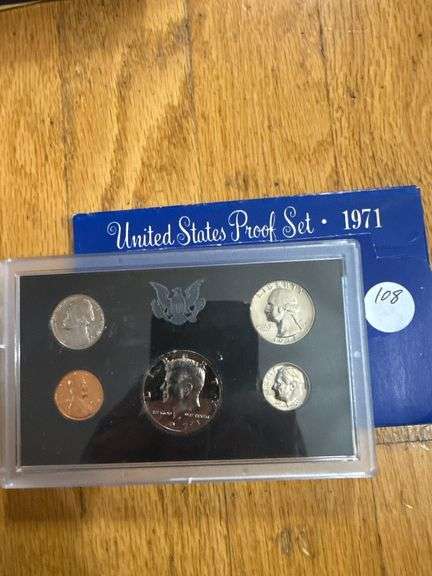 United States Proof Set · 1971
108
LIBERTY